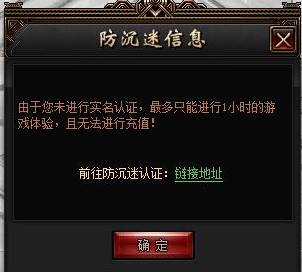 防沉迷信息
由于您未进行实名认证，最多只能进行1小时的游
戏体验，且无法进行充值！
前往防沉迷认证：链接地址
确 定